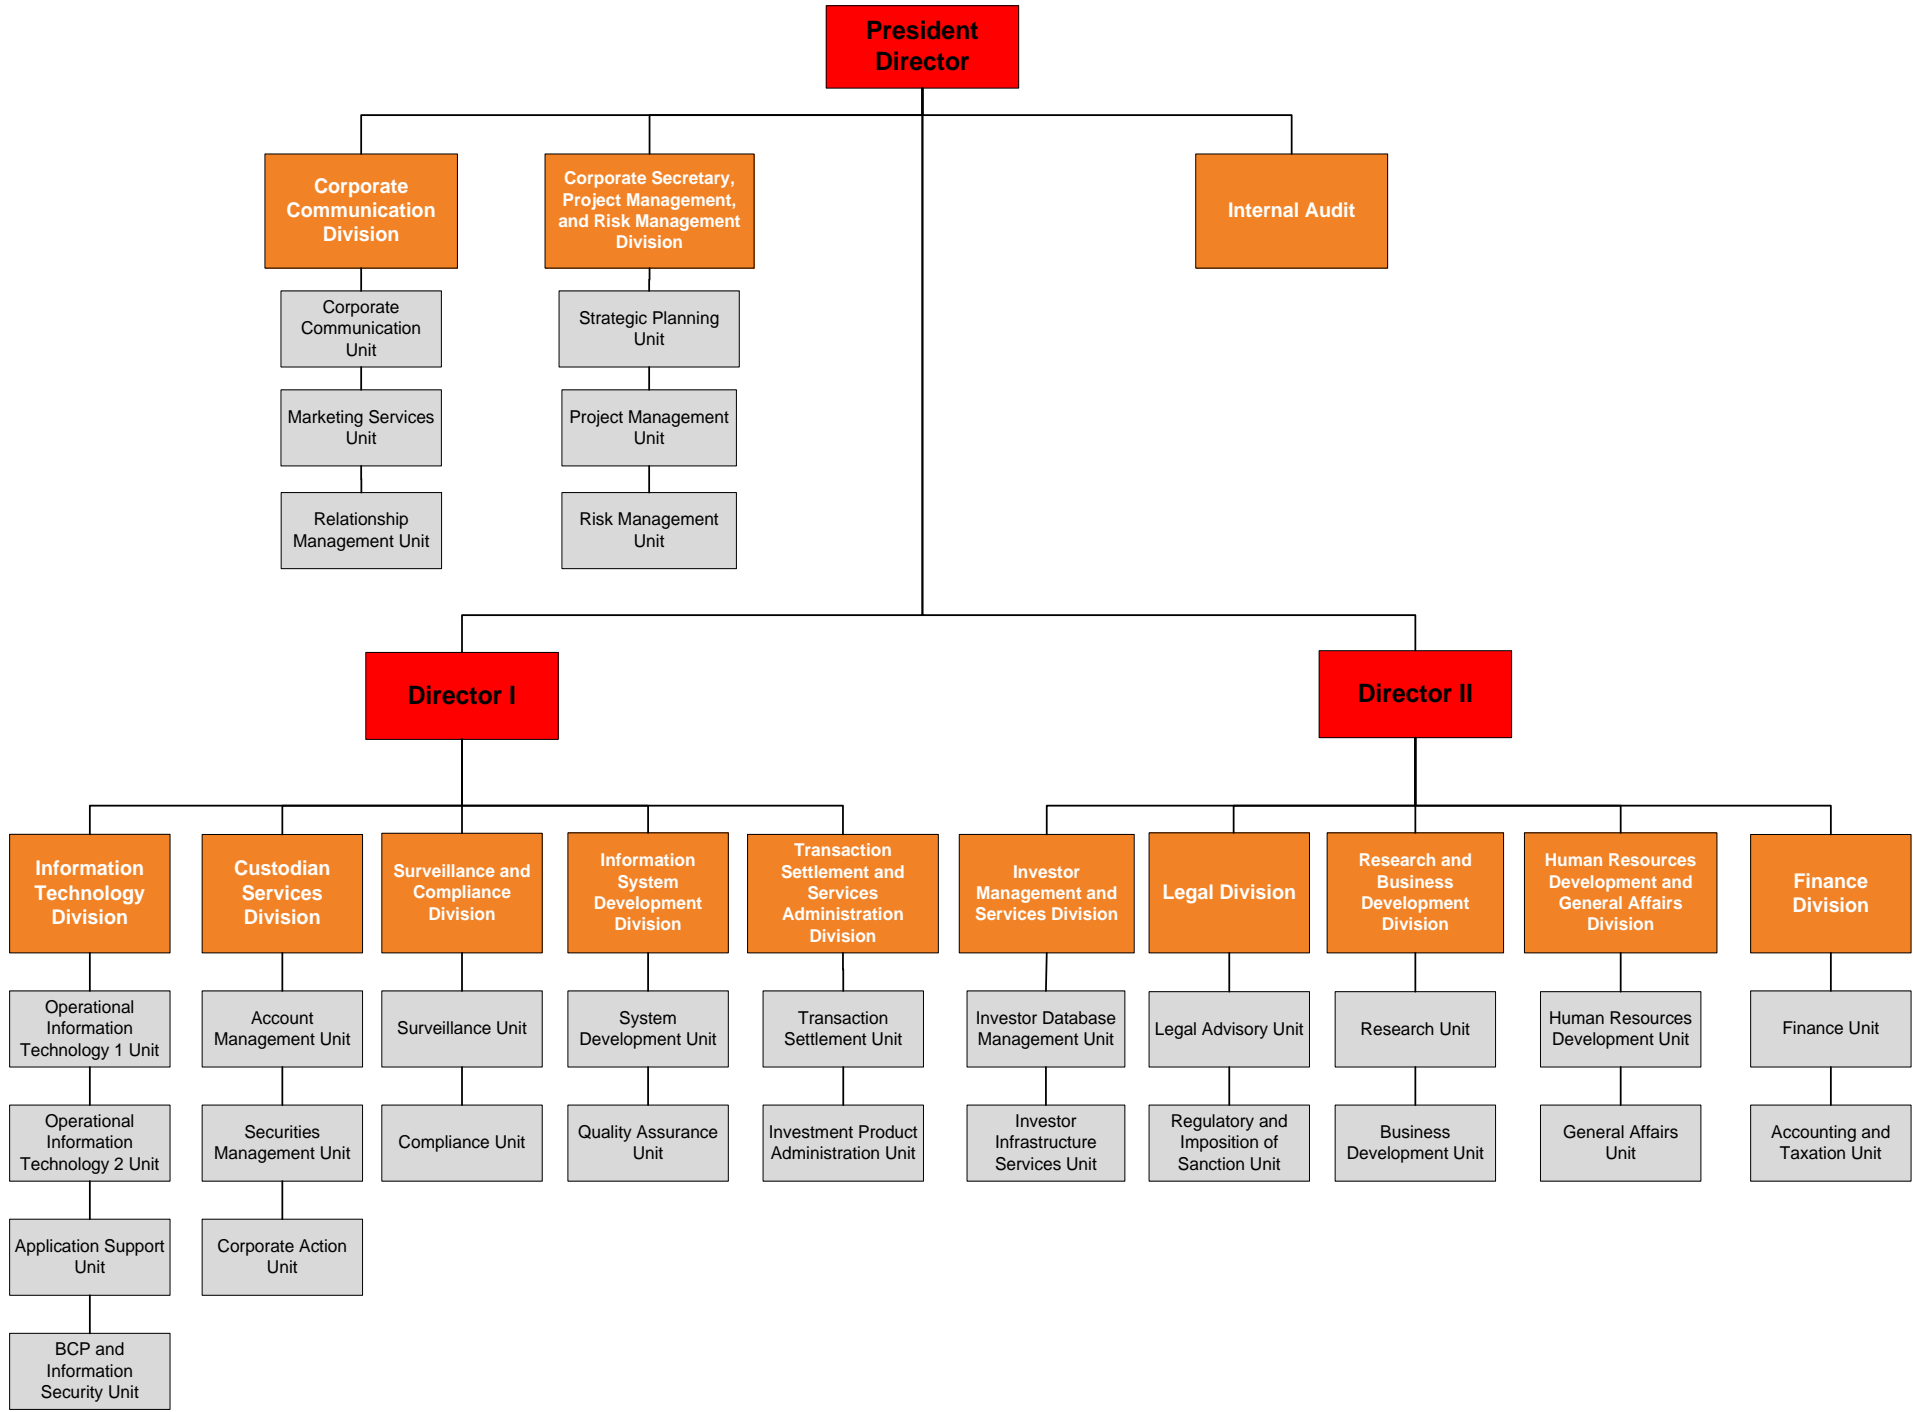 President
Director
Corporate
Communication
Division
Corporate Secretary,
Project Management,
and Risk Management
Division
Internal Audit
Corporate
Communication
Unit
Strategic Planning
Unit
Marketing Services
Unit
Project Management
Unit
Relationship
Management Unit
Risk Management
Unit
Director I
Director II
Information
Technology
Division
Custodian
Services
Division
Surveillance and
Compliance
Division
Information
System
Development
Division
Transaction
Settlement and
Services
Administration
Division
Investor
Management and
Services Division
Legal Division
Research and
Business
Development
Division
Human Resources
Development and
General Affairs
Division
Finance
Division
Operational
Information
Technology 1 Unit
Account
Management Unit
Surveillance Unit
System
Development Unit
Transaction
Settlement Unit
Investor Database
Management Unit
Legal Advisory Unit
Research Unit
Human Resources
Development Unit
Finance Unit
Operational
Information
Technology 2 Unit
Securities
Management Unit
Compliance Unit
Quality Assurance
Unit
Investment Product
Administration Unit
Investor
Infrastructure
Services Unit
Regulatory and
Imposition of
Sanction Unit
Business
Development Unit
General Affairs
Unit
Accounting and
Taxation Unit
Application Support
Unit
Corporate Action
Unit
BCP and
Information
Security Unit